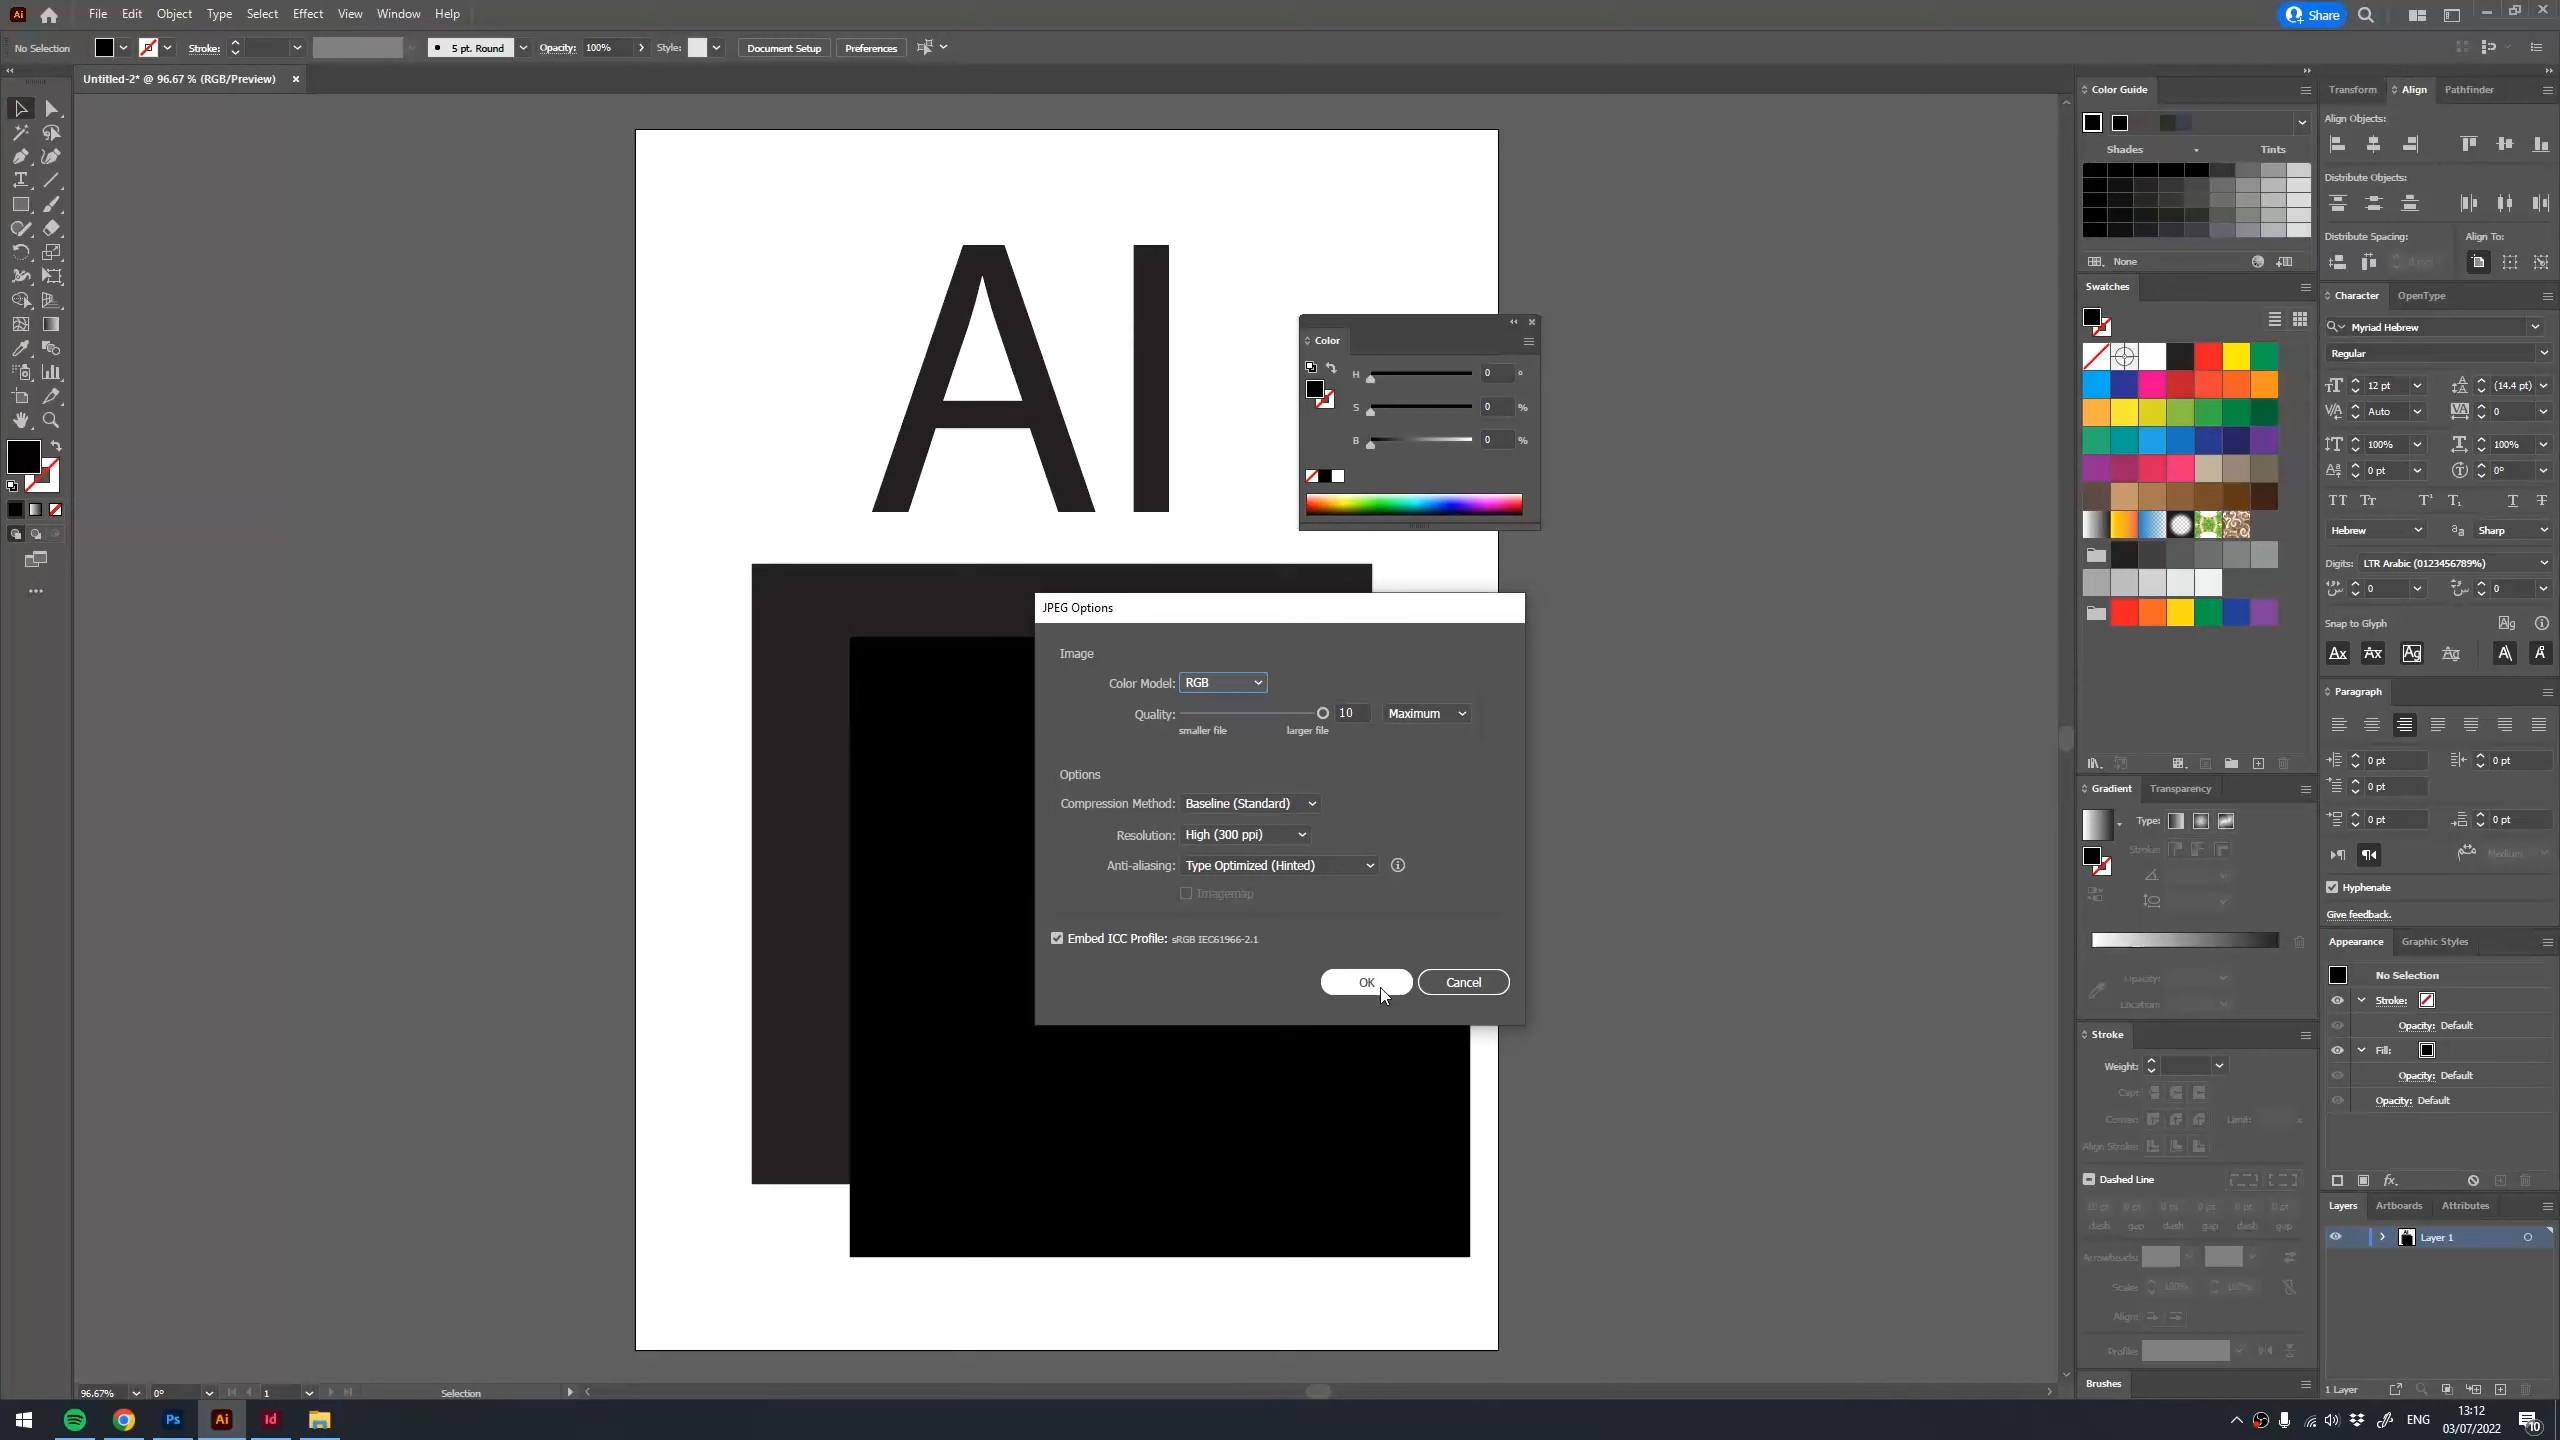 Ai File Edit Object Type Select Effect View Window Help Share
No Selection Stroke: 5 pt. Round Opacity: 100% Style: Document Setup Preferences
Untitled-2* @ 96.67 % (RGB/Preview) ×
AI
Color
H 0 °
S 0 %
B 0 %
JPEG Options
Image
Color Model: RGB
Quality: 10 Maximum
smaller file larger file
Options
Compression Method: Baseline (Standard)
Resolution: High (300 ppi)
Anti-aliasing: Type Optimized (Hinted)
Imagemap
Embed ICC Profile: sRGB IEC61966-2.1
OK Cancel
Color Guide
Shades Tints
None
Swatches
Gradient Transparency
Type:
Stroke:
Opacity:
Location:
Stroke
Weight:
Cap:
Corner: Limit: x
Align Stroke:
Dashed Line
dash gap dash gap dash gap
Arrowheads:
Scale: 100% 100%
Align:
Profile:
Brushes
Transform Align Pathfinder
Align Objects:
Distribute Objects:
Distribute Spacing: Align To:
Character OpenType
Myriad Hebrew
Regular
12 pt (14.4 pt)
Auto 0
100% 100%
0 pt 0°
Hebrew Sharp
Digits: LTR Arabic (0123456789%)
0 0
Snap to Glyph
Paragraph
0 pt 0 pt
0 pt
0 pt 0 pt
Medium
Hyphenate
Give feedback.
Appearance Graphic Styles
No Selection
Stroke:
Opacity: Default
Fill:
Opacity: Default
Opacity: Default
Layers Artboards Attributes
Layer 1
1 Layer
96.67% 0° 1 Selection
Ps Ai Id
ENG 13:12
03/07/2022 10